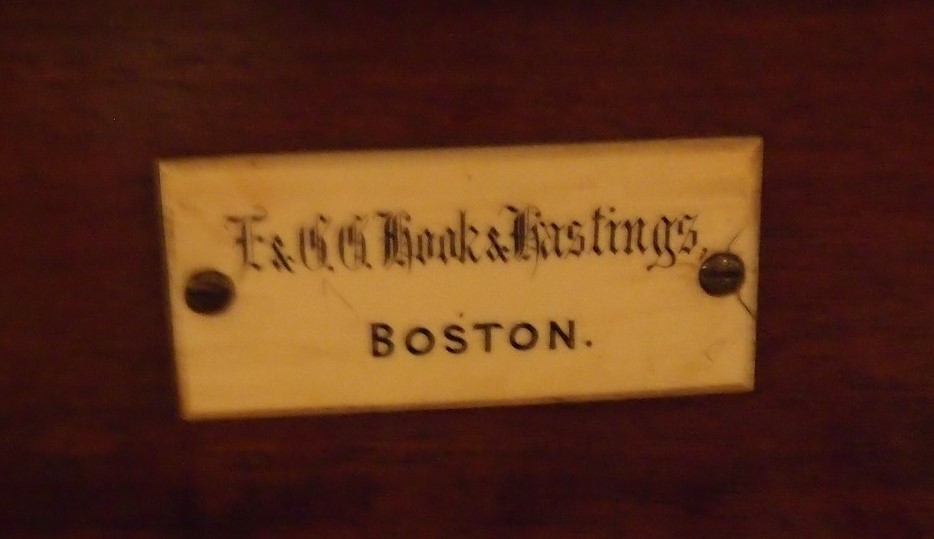 E & G. G. Hook & Hastings,
BOSTON.